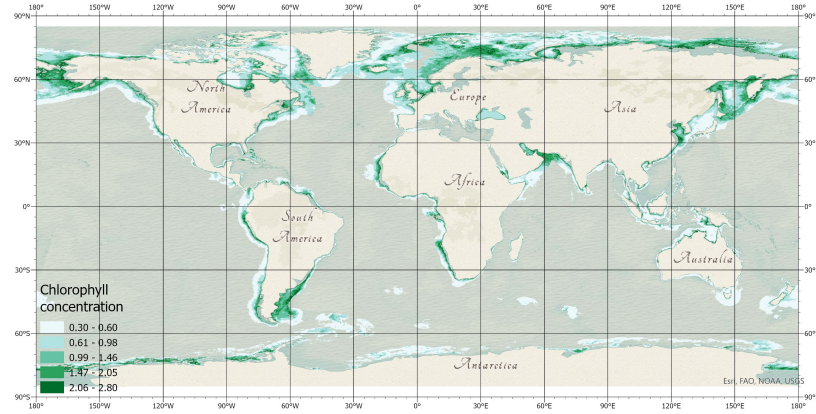 180° 150°W 120°W 90°W 60°W 30°W 0° 30°E 60°E 90°E 120°E 150°E 180°
90°N 90°N
60°N 60°N
North
America
Europe
Asia
30°N 30°N
Africa
0° 0°
South
America
Australia
30°S 30°S
Chlorophyll
concentration
0.30 - 0.60
60°S 60°S
0.61 - 0.98
0.99 - 1.46
Antarctica
1.47 - 2.05
2.06 - 2.80
Esri, FAO, NOAA, USGS
90°S 90°S
180° 150°W 120°W 90°W 60°W 30°W 0° 30°E 60°E 90°E 120°E 150°E 180°